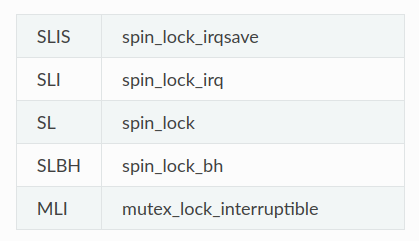 SLIS spin_lock_irqsave
SLI spin_lock_irq
SL spin_lock
SLBH spin_lock_bh
MLI mutex_lock_interruptible